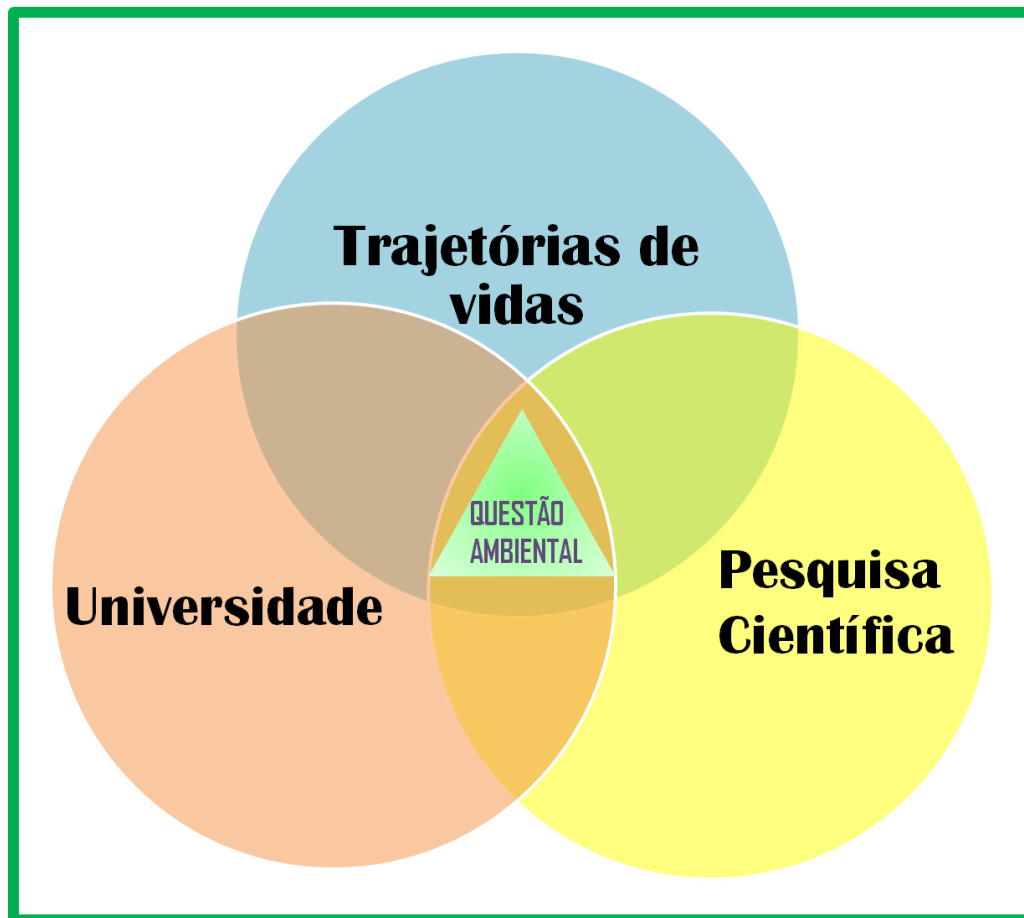 Trajetórias de
vidas
QUESTÃO
AMBIENTAL
Universidade
Pesquisa
Científica